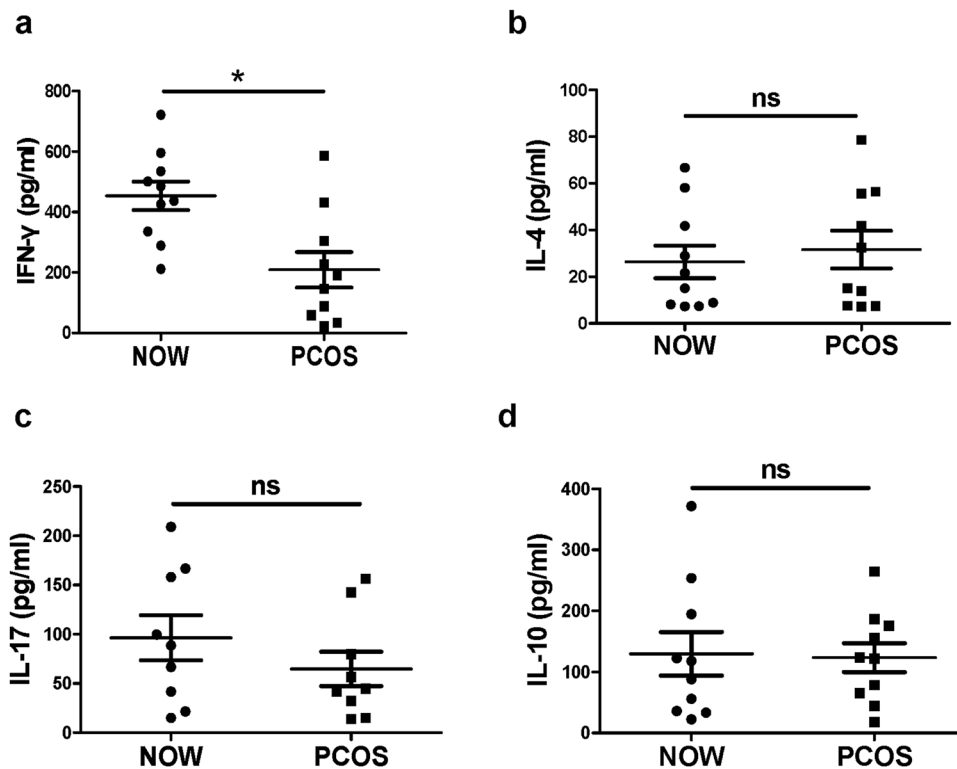 a
*
IFN-γ (pg/ml)
800
600
400
200
0
NOW PCOS
b
ns
IL-4 (pg/ml)
100
80
60
40
20
0
NOW PCOS
c
ns
IL-17 (pg/ml)
250
200
150
100
50
0
NOW PCOS
d
ns
IL-10 (pg/ml)
400
300
200
100
0
NOW PCOS